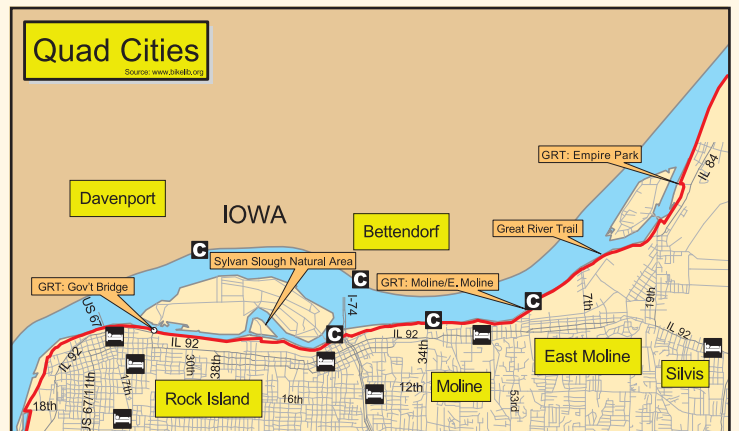 Quad Cities
Source: www.bikelib.org
GRT: Empire Park
IL 84
Davenport
IOWA
Bettendorf
Great River Trail
C
Sylvan Slough Natural Area
C
GRT: Moline/E. Moline
GRT: Gov't Bridge
I-74
C
7th
19th
US 67
C
C
IL 92
IL 92
IL 92
IL 92
34th
East Moline
Silvis
30th
38th
17th
12th
Moline
53rd
Rock Island
16th
US 67/11th
18th